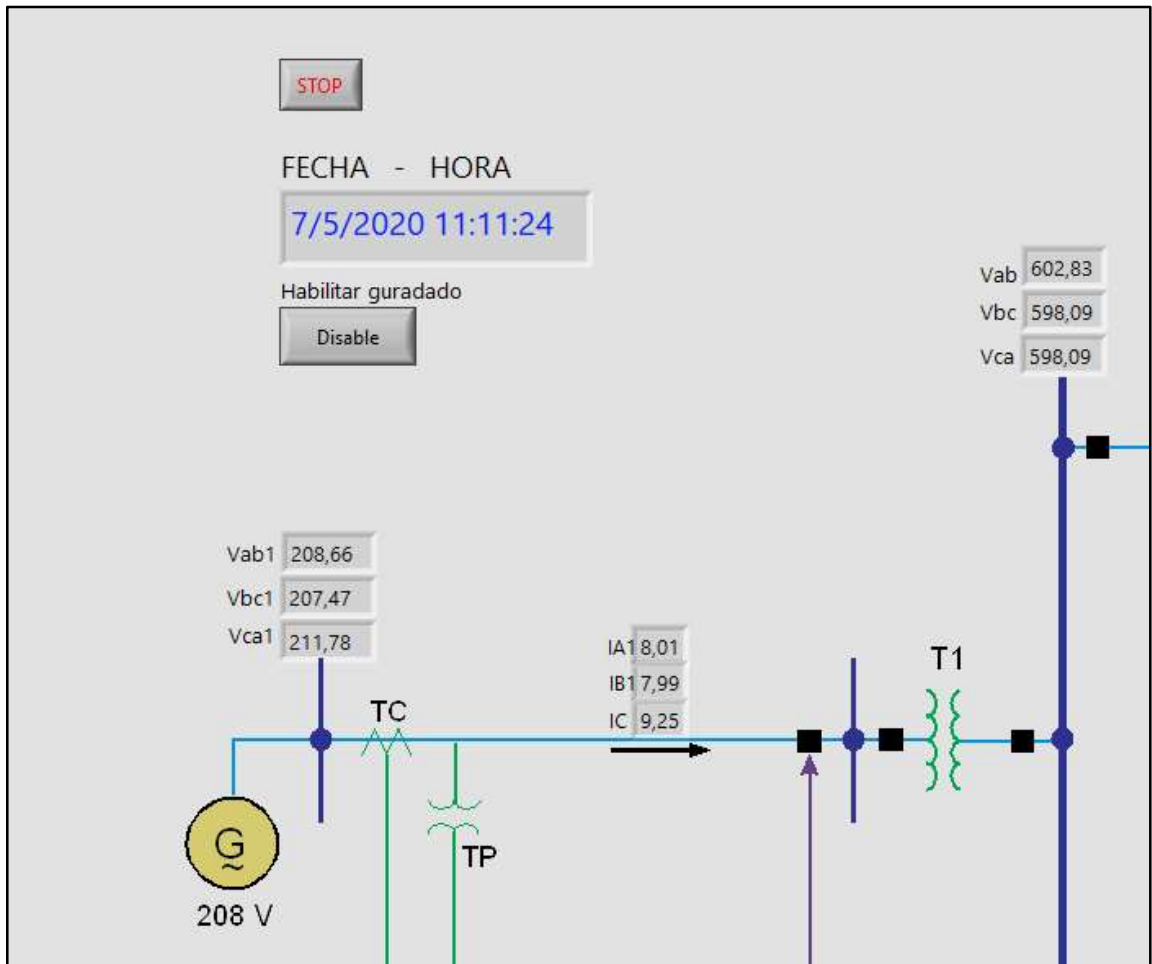 STOP
FECHA - HORA
7/5/2020 11:11:24
Habilitar guradado
Disable
Vab 602,83
Vbc 598,09
Vca 598,09
Vab1 208,66
Vbc1 207,47
Vca1 211,78
IA1 8,01
IB1 7,99
IC 9,25
T1
TC
TP
G
~
208 V